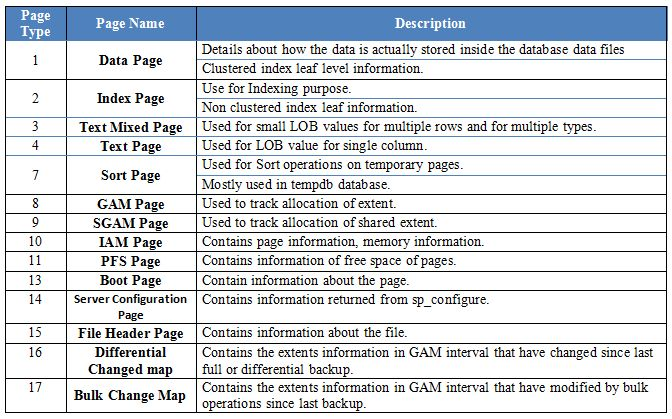 Page Type Page Name Description
1 Data Page Details about how the data is actually stored inside the database data files
Clustered index leaf level information.
2 Index Page Use for Indexing purpose.
Non clustered index leaf information.
3 Text Mixed Page Used for small LOB values for multiple rows and for multiple types.
4 Text Page Used for LOB value for single column.
7 Sort Page Used for Sort operations on temporary pages.
Mostly used in tempdb database.
8 GAM Page Used to track allocation of extent.
9 SGAM Page Used to track allocation of shared extent.
10 IAM Page Contains page information, memory information.
11 PFS Page Contains information of free space of pages.
13 Boot Page Contain information about the page.
14 Server Configuration Page Contains information returned from sp_configure.
15 File Header Page Contains information about the file.
16 Differential Changed map Contains the extents information in GAM interval that have changed since last
full or differential backup.
17 Bulk Change Map Contains the extents information in GAM interval that have modified by bulk
operations since last backup.